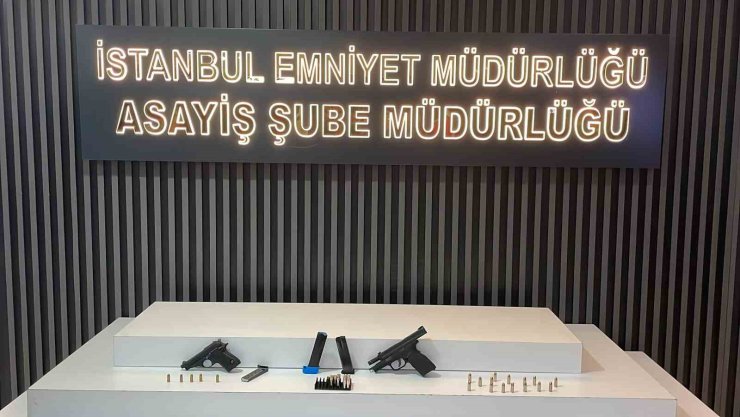 İSTANBUL EMNİYET MÜDÜRLÜĞÜ
ASAYİŞ ŞUBE MÜDÜRLÜĞÜ